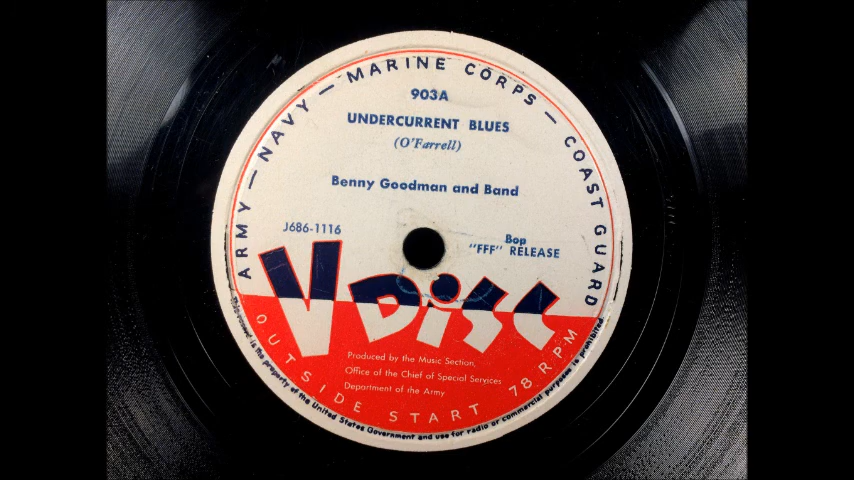 ARMY — NAVY — MARINE CORPS — COAST GUARD
903A
UNDERCURRENT BLUES
(O'Farrell)
Benny Goodman and Band
J686-1116
Bop
"FFF" RELEASE
V DISC
Produced by the Music Section,
Office of the Chief of Special Services
Department of the Army
OUTSIDE START 78 RPM
This record is the property of the United States Government and use for radio or commercial purposes is prohibited.